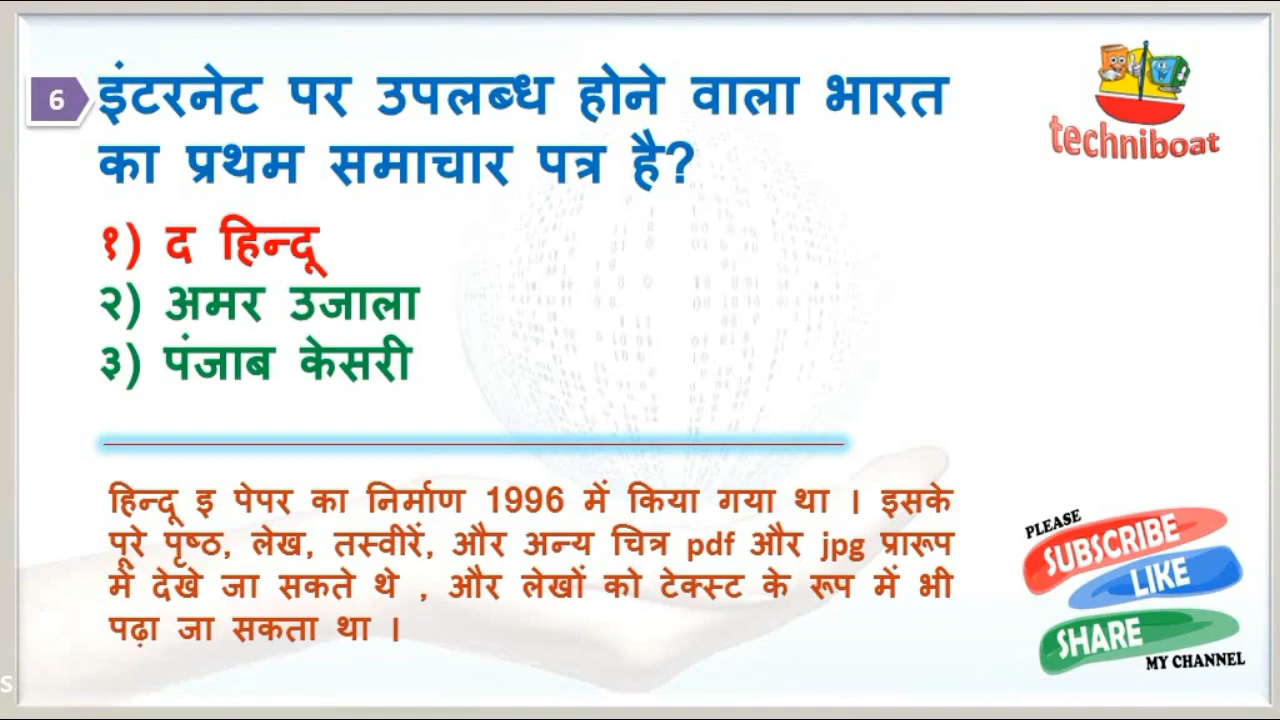 6
इंटरनेट पर उपलब्ध होने वाला भारत
का प्रथम समाचार पत्र है?
१) द हिन्दू
२) अमर उजाला
३) पंजाब केसरी
हिन्दू इ पेपर का निर्माण 1996 में किया गया था । इसके
पूरे पृष्ठ, लेख, तस्वीरें, और अन्य चित्र pdf और jpg प्रारूप
में देखे जा सकते थे , और लेखों को टेक्स्ट के रूप में भी
पढ़ा जा सकता था ।
techniboat
PLEASE
SUBSCRIBE
LIKE
SHARE
MY CHANNEL
S